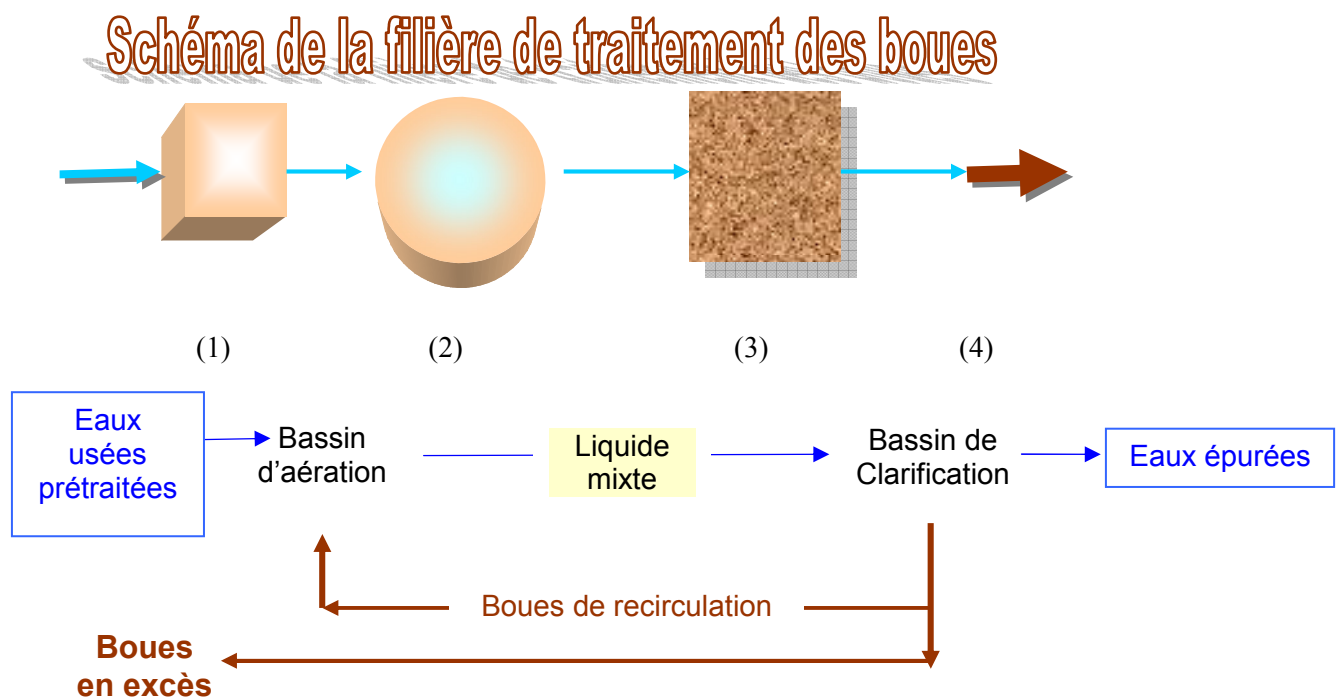 Schéma de la filière de traitement des boues
(1) (2) (3) (4)
Eaux
usées
prétraitées
Bassin
d'aération
Liquide
mixte
Bassin de
Clarification
Eaux épurées
Boues de recirculation
Boues
en excès